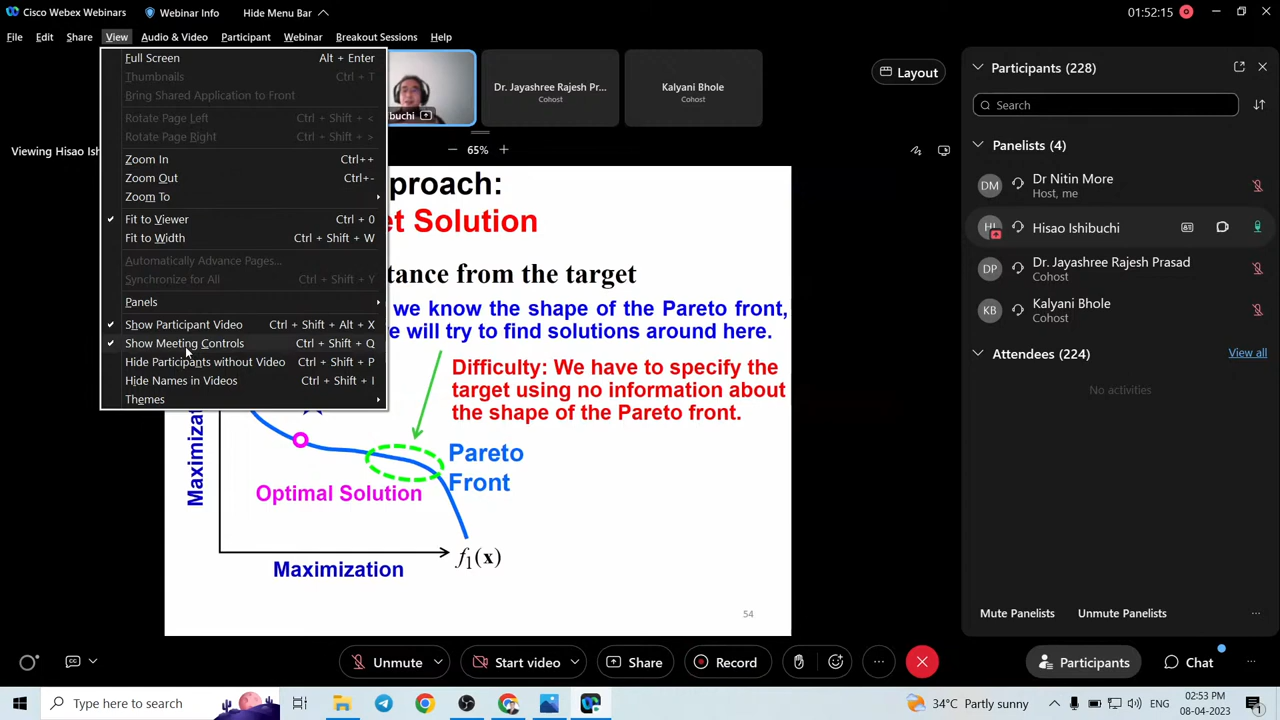 Cisco Webex Webinars
Webinar Info
Hide Menu Bar
01:52:15
File
Edit
Share
View
Audio & Video
Participant
Webinar
Breakout Sessions
Help
Full Screen Alt + Enter
Thumbnails Ctrl + T
Bring Shared Application to Front
Rotate Page Left Ctrl + Shift + <
Rotate Page Right Ctrl + Shift + >
Zoom In Ctrl++
Zoom Out Ctrl+-
Zoom To
Fit to Viewer Ctrl + 0
Fit to Width Ctrl + Shift + W
Automatically Advance Pages...
Synchronize for All Ctrl + Shift + Y
Panels
Show Participant Video Ctrl + Shift + Alt + X
Show Meeting Controls Ctrl + Shift + Q
Hide Participants without Video Ctrl + Shift + P
Hide Names in Videos Ctrl + Shift + I
Themes
ibuchi
Dr. Jayashree Rajesh Pr...
Cohost
Kalyani Bhole
Cohost
Layout
Viewing Hisao Ish
65%
proach:
et Solution
tance from the target
we know the shape of the Pareto front,
e will try to find solutions around here.
Difficulty: We have to specify the
target using no information about
the shape of the Pareto front.
Pareto
Front
Optimal Solution
Maximizat
f1(x)
Maximization
54
Participants (228)
Search
Panelists (4)
DM
Dr Nitin More
Host, me
HI
Hisao Ishibuchi
DP
Dr. Jayashree Rajesh Prasad
Cohost
KB
Kalyani Bhole
Cohost
Attendees (224)
View all
No activities
Mute Panelists
Unmute Panelists
Unmute
Start video
Share
Record
Participants
Chat
Type here to search
34°C Partly sunny
ENG
02:53 PM
08-04-2023
1